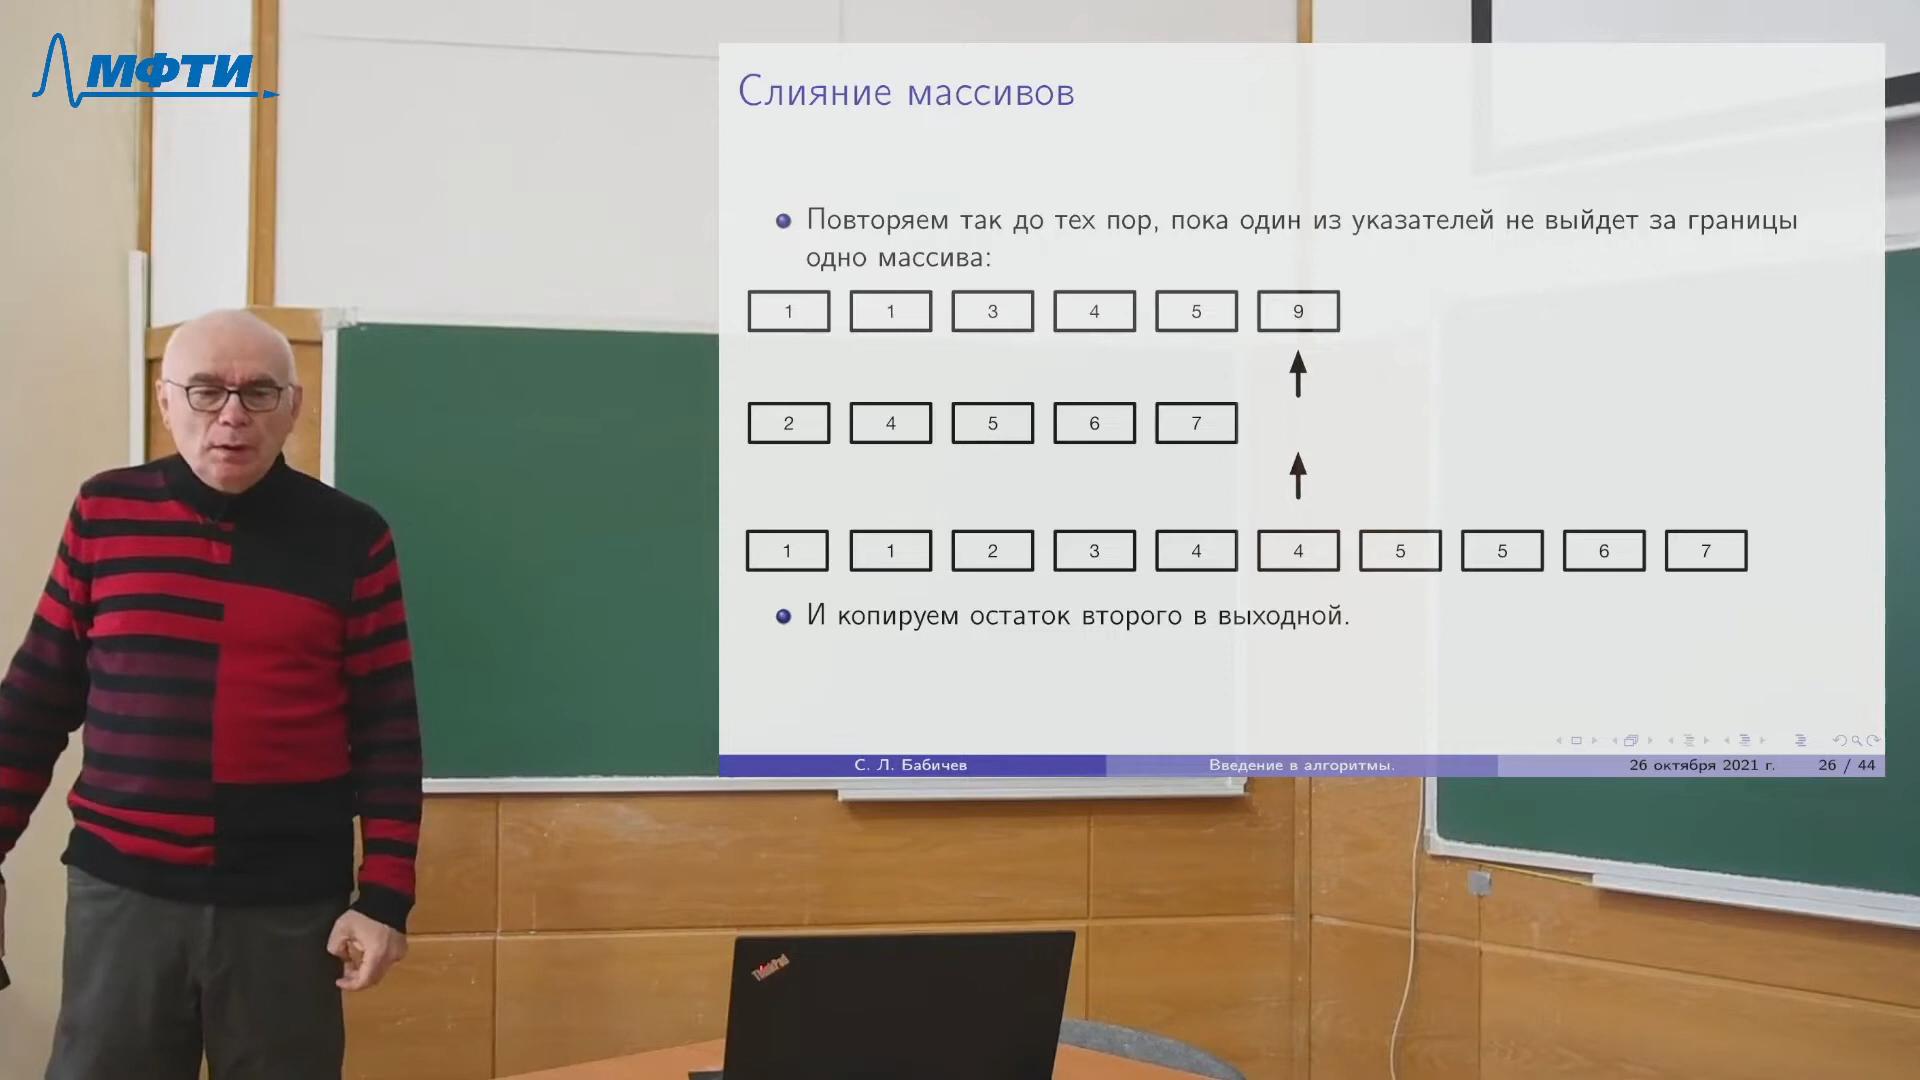 МФТИ
Слияние массивов
Повторяем так до тех пор, пока один из указателей не выйдет за границы
одно массива:
1 1 3 4 5 9
2 4 5 6 7
1 1 2 3 4 4 5 5 6 7
И копируем остаток второго в выходной.
С. Л. Бабичев Введение в алгоритмы. 26 октября 2021 г. 26 / 44
ThinkPad